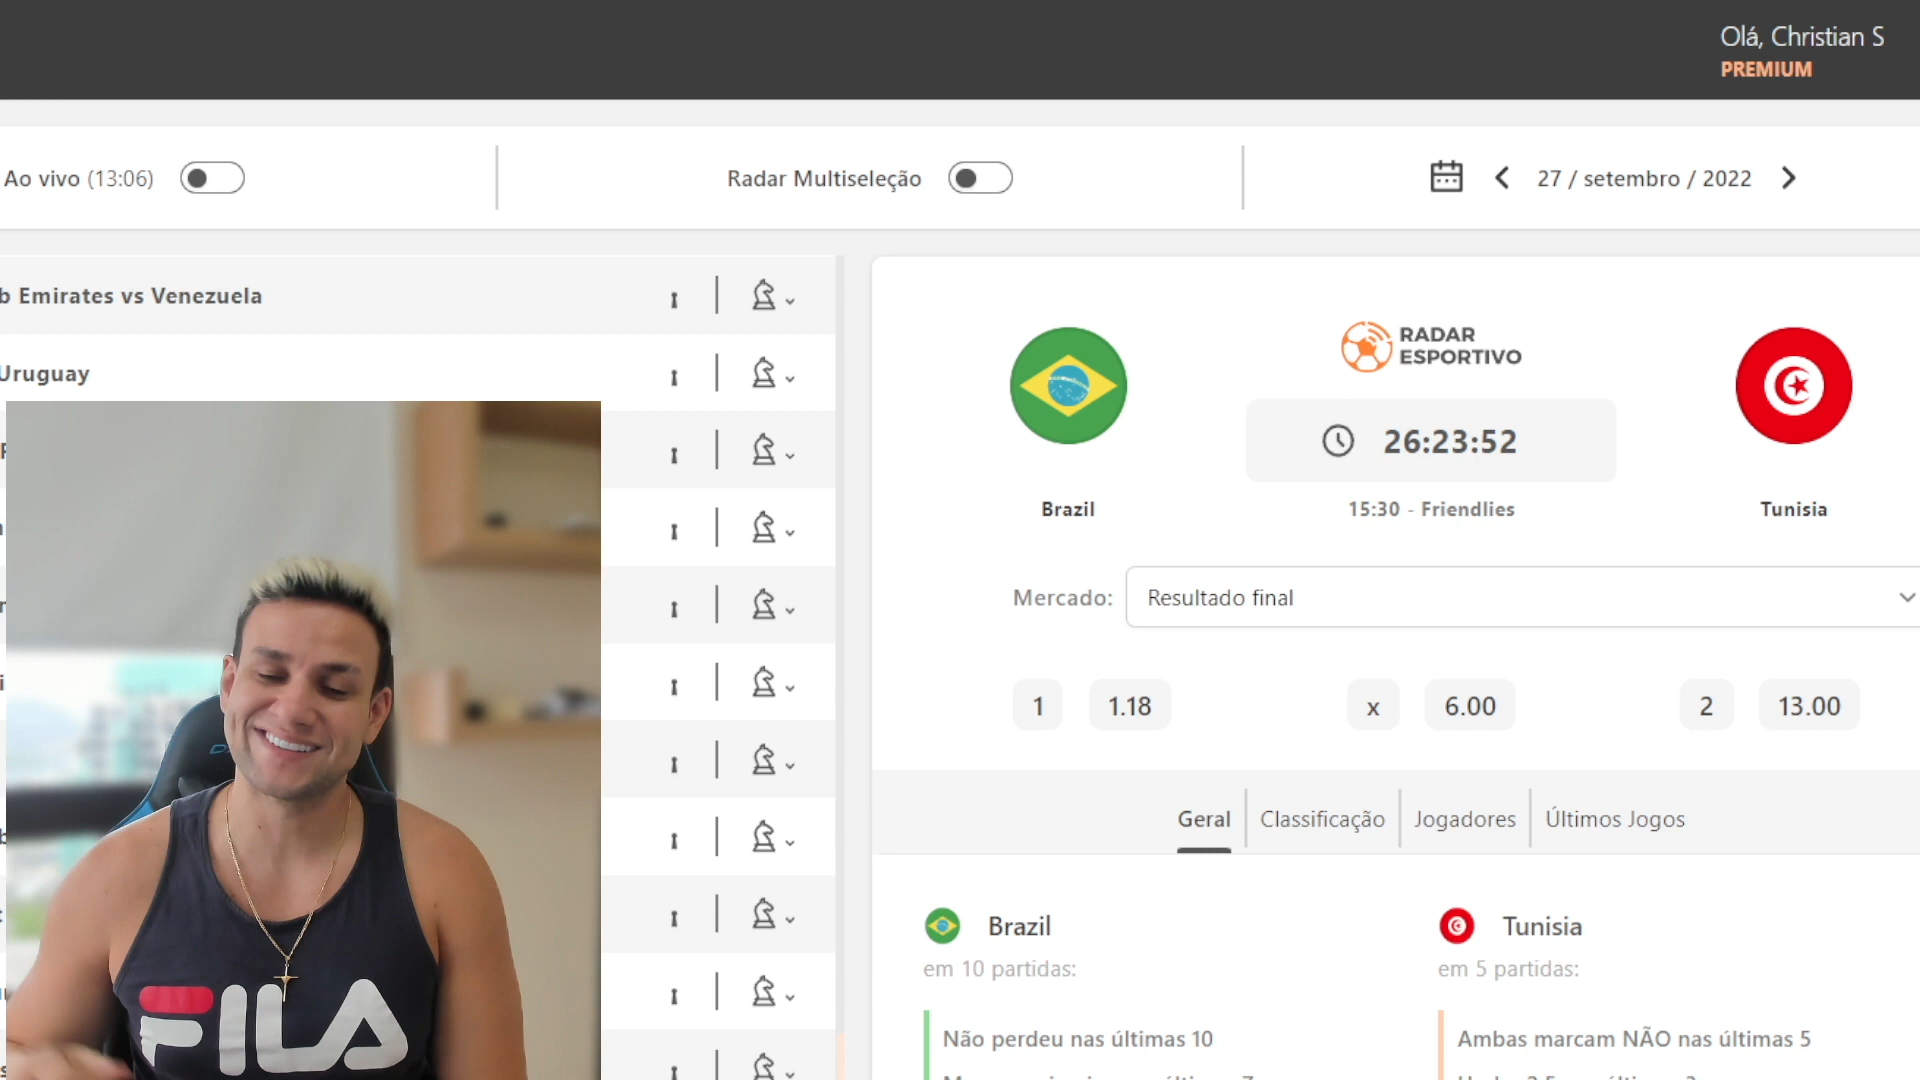 Olá, Christian S
PREMIUM
Ao vivo (13:06)
Radar Multiseleção
27 / setembro / 2022
Emirates vs Venezuela
Uruguay
RADAR
ESPORTIVO
26:23:52
Brazil
15:30 - Friendlies
Tunisia
Mercado:
Resultado final
1
1.18
x
6.00
2
13.00
Geral
Classificação
Jogadores
Últimos Jogos
Brazil
em 10 partidas:
Não perdeu nas últimas 10
Tunisia
em 5 partidas:
Ambas marcam NÃO nas últimas 5
FILA